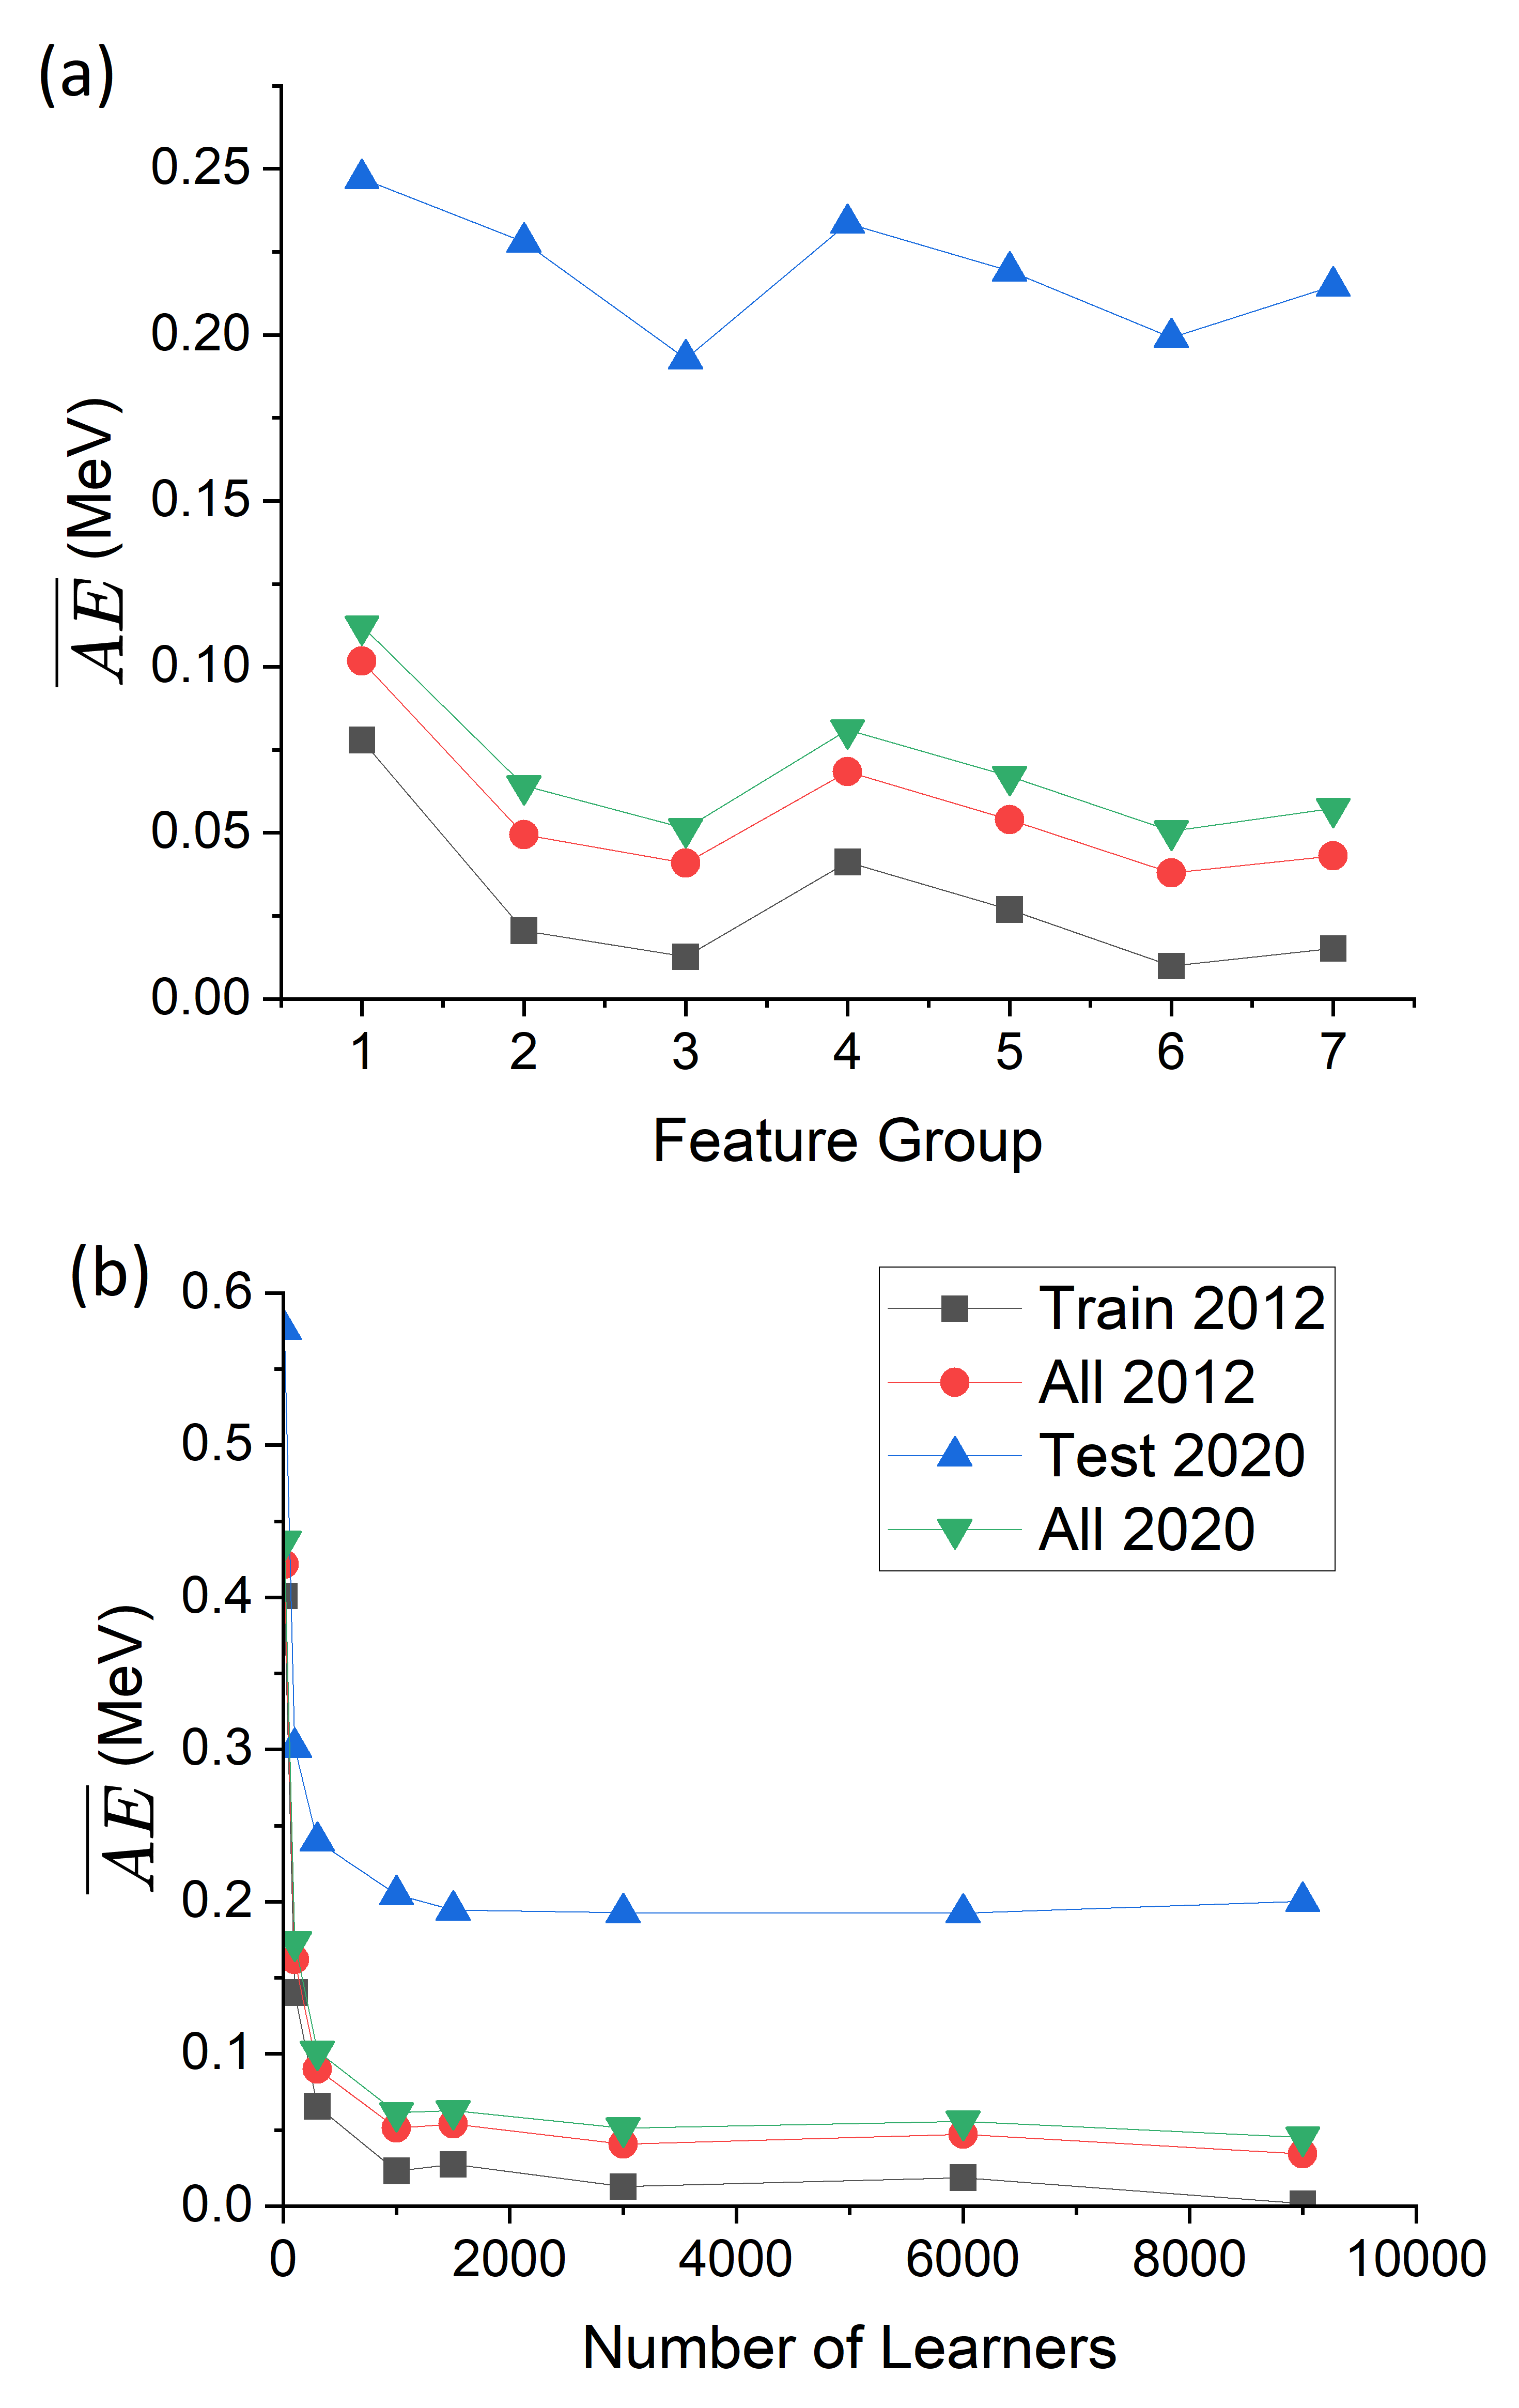 (a)
0.25
0.20
0.15
0.10
0.05
0.00
AE (MeV)
1 2 3 4 5 6 7
Feature Group
(b)
0.6
0.5
0.4
0.3
0.2
0.1
0.0
AE (MeV)
Train 2012
All 2012
Test 2020
All 2020
0 2000 4000 6000 8000 10000
Number of Learners